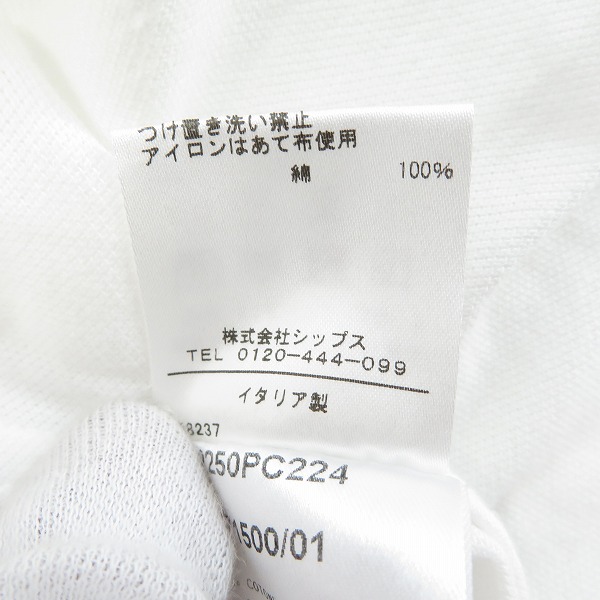 つけ置き洗い禁止
アイロンはあて布使用
綿 100%
株式会社シップス
TEL 0120-444-099
イタリア製
8237
250PC224
1500/01